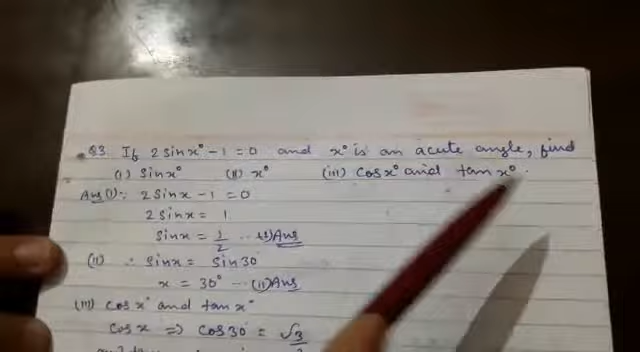 Q3. If 2 sin x° - 1 = 0 and x° is an acute angle, find
(i) sin x° (ii) x° (iii) cos x° and tan x°.
Ans (i): 2 sin x - 1 = 0
2 sin x = 1
sin x = 1/2 ... (i) Ans
(ii) ∴ sin x = sin 30
x = 30° -- (ii) Ans
(iii) cos x° and tan x°
cos x ⇒ cos 30 = √3/2